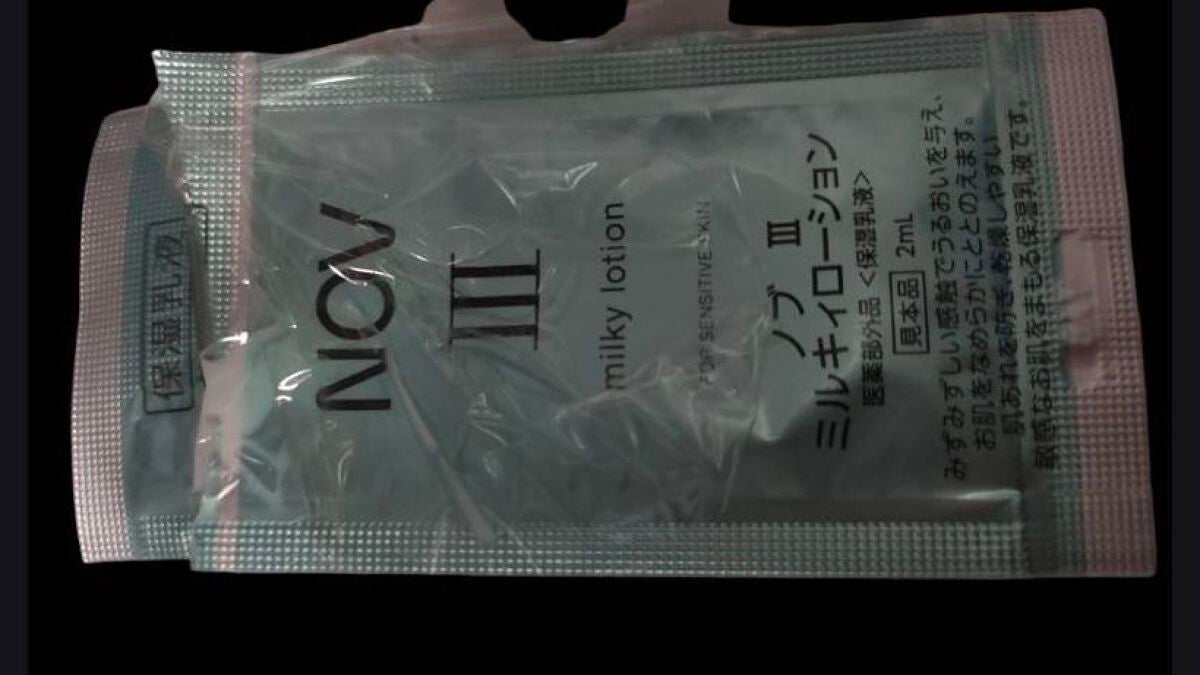 保湿乳液
NOV
III
milky lotion
FOR SENSITIVE SKIN
ノブ III
ミルキィローション
医薬部外品 <保湿乳液>
見本品 2mL
みずみずしい感触でうるおいを与え、
お肌をなめらかにととのえます。
肌あれを防ぎ、乾燥しやすい
敏感なお肌をまもる保湿乳液です。